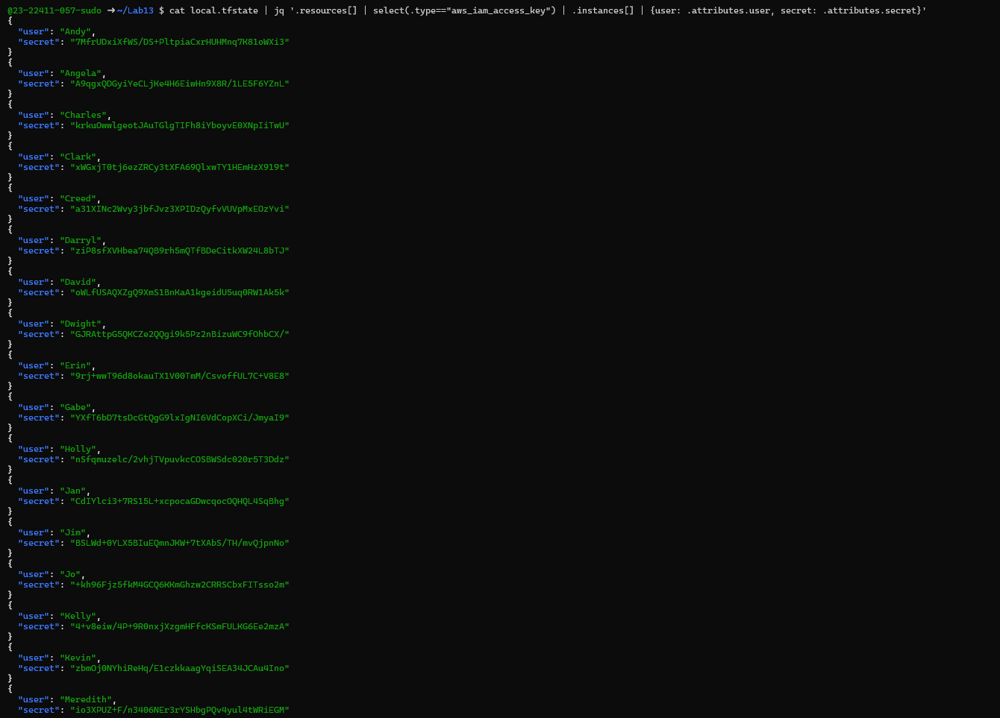 @23-22411-057-sudo ➜ ~/Lab13 $ cat local.tfstate | jq '.resources[] | select(.type=="aws_iam_access_key") | .instances[] | {user: .attributes.user, secret: .attributes.secret}'
{
  "user": "Andy",
  "secret": "7MfrUDxiXfWS/DS+PltpiaCxrHUHMnq7K81oWXi3"
}
{
  "user": "Angela",
  "secret": "A9qgxQDGyiYeCLjKe4H6EiwHn9X8R/1LE5F6YZnL"
}
{
  "user": "Charles",
  "secret": "krkuOwwlgeotJAuTGlgTIFh8iYboyvE0XNpIiTwU"
}
{
  "user": "Clark",
  "secret": "xWGxjT0tj6ezZRCy3tXFA69QlxwTY1HEmHzX919t"
}
{
  "user": "Creed",
  "secret": "a31XINc2Wvy3jbfJvz3XPIDzQyfvVUVpMxEOzYvi"
}
{
  "user": "Darryl",
  "secret": "ziP8sfXVHbea74QB9rh5mQTfBDeCitkXW24L8bTJ"
}
{
  "user": "David",
  "secret": "oWLfUSAQXZgQ9XmS1BnKaA1kgeidU5uq0RW1Ak5k"
}
{
  "user": "Dwight",
  "secret": "GJRAttpG5QKCZe2QQgi9k5Pz2nBizuWC9fOhbCX/"
}
{
  "user": "Erin",
  "secret": "9rj+wwT96d8okauTX1V00TmM/CsvoffUL7C+V8E8"
}
{
  "user": "Gabe",
  "secret": "YXfT6bD7tsDcGtQgG9lxIgNI6VdCopXCi/JmyaI9"
}
{
  "user": "Holly",
  "secret": "nSfqmuzelc/2vhjTVpuvkcCOSBWSdc020r5T3Ddz"
}
{
  "user": "Jan",
  "secret": "CdIYlci3+7RS15L+xcpocaGDwcqocOQHQL4SqBhg"
}
{
  "user": "Jim",
  "secret": "BSLWd+0YLX5BIuEQmnJKW+7tXAbS/TH/mvQjpnNo"
}
{
  "user": "Jo",
  "secret": "+kh96Fjz5fkM4GCQ6KKmGhzw2CRRSCbxFITsso2m"
}
{
  "user": "Kelly",
  "secret": "4+v8eiw/4P+9R0nxjXzgmHFfcKSmFULKG6Ee2mzA"
}
{
  "user": "Kevin",
  "secret": "zbmOj0NYhiReHq/E1czkkaagYqiSEA34JCAu4Ino"
}
{
  "user": "Meredith",
  "secret": "io3XPUZ+F/n3406NEr3rYSHbgPQv4yul4tWRiEGM"